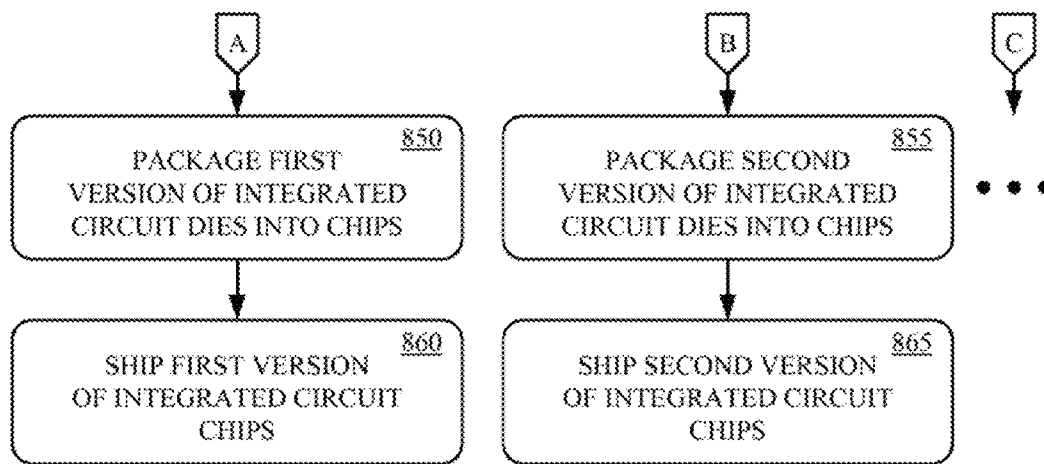 A
B
C
850
PACKAGE FIRST
VERSION OF INTEGRATED
CIRCUIT DIES INTO CHIPS
855
PACKAGE SECOND
VERSION OF INTEGRATED
CIRCUIT DIES INTO CHIPS
860
SHIP FIRST VERSION
OF INTEGRATED CIRCUIT
CHIPS
865
SHIP SECOND VERSION
OF INTEGRATED CIRCUIT
CHIPS